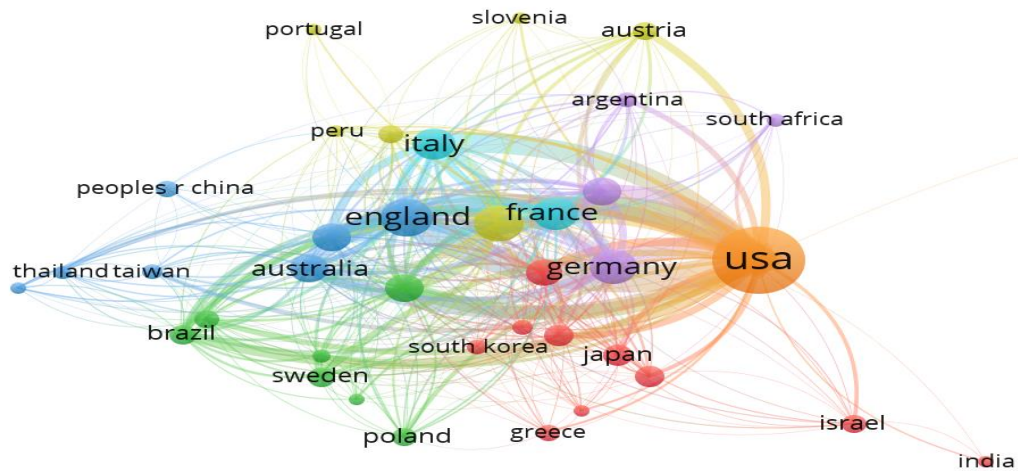 slovenia
portugal
austria
argentina
south africa
peru
italy
peoples r china
england
france
thailand
taiwan
australia
germany
usa
brazil
south korea
japan
sweden
poland
greece
israel
india